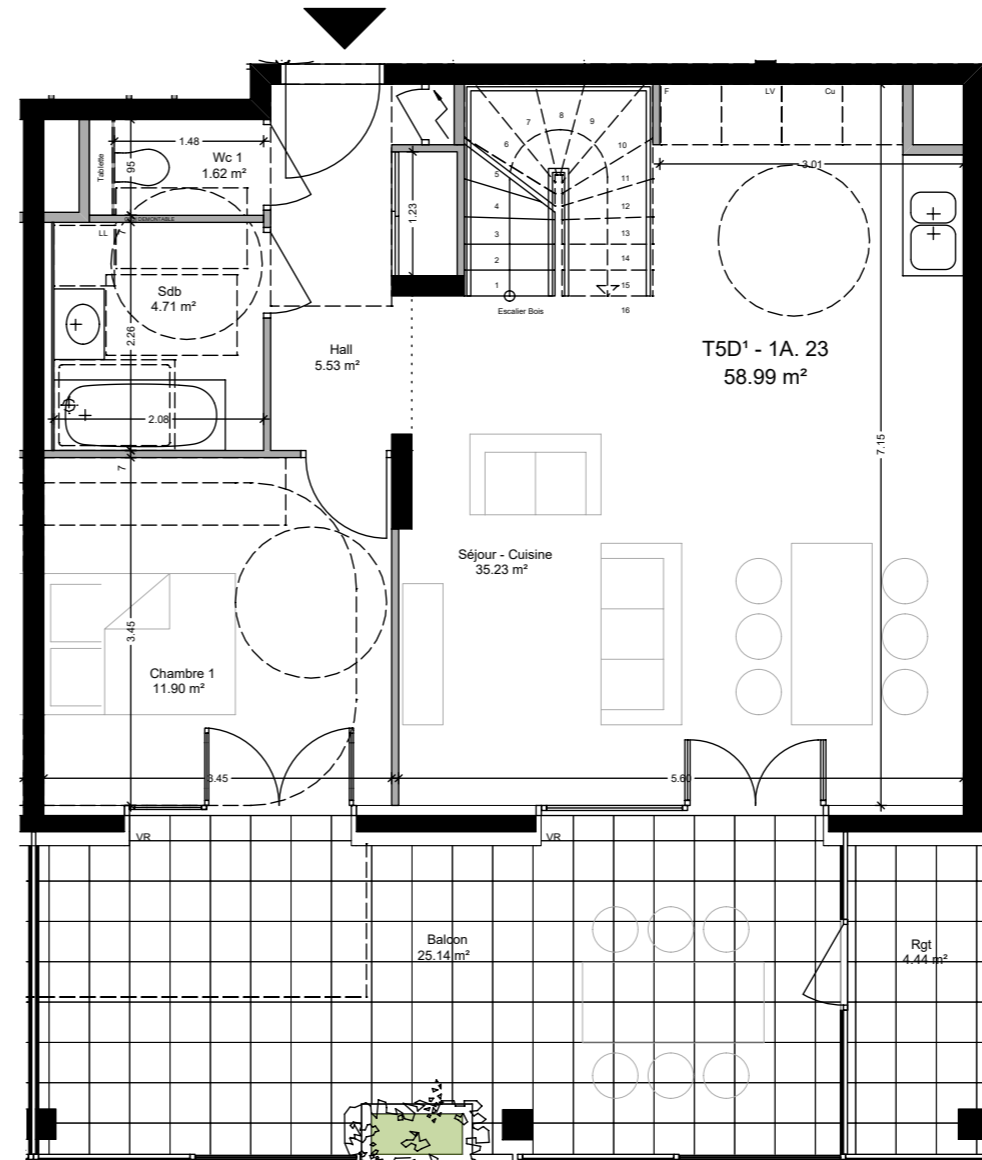 F
LV
Cu
1.48
Wc 1
1.62 m²
Tablette
95
3.01
7
8
9
6
10
5
11
4
12
3
13
2
14
1
15
16
Escalier Bois
1.23
DEMONTABLE
7
LL
Sdb
4.71 m²
2.26
2.08
Hall
5.53 m²
T5D¹ - 1A. 23
58.99 m²
7.15
7
Séjour - Cuisine
35.23 m²
3.45
Chambre 1
11.90 m²
3.45
5.60
VR
VR
Balcon
25.14 m²
Rgt
4.44 m²